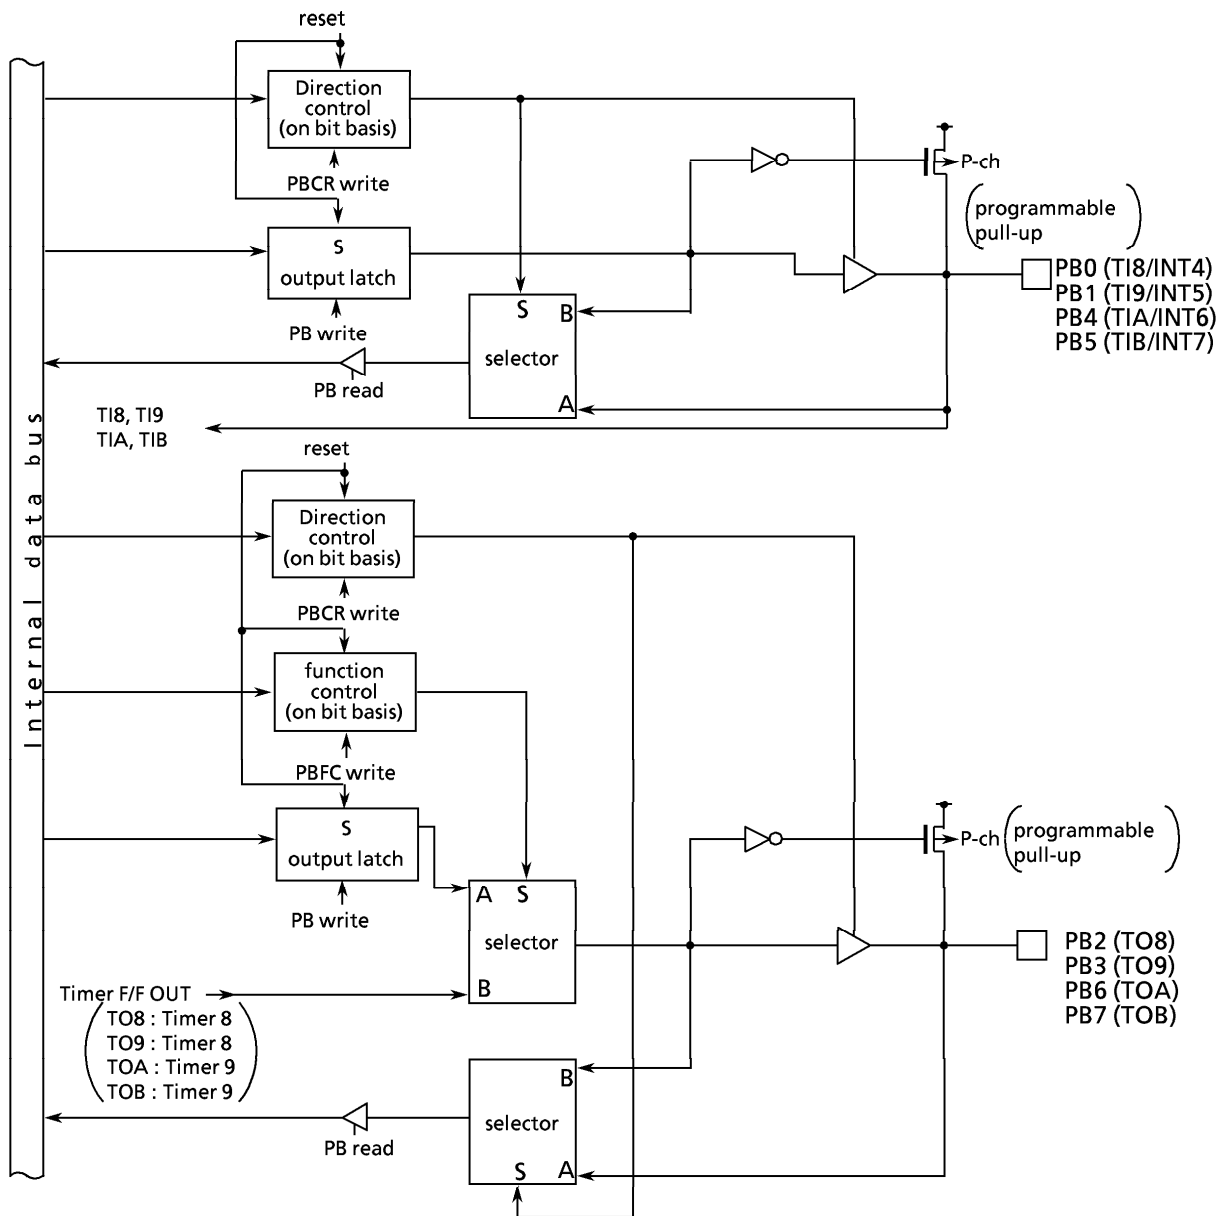 reset
Direction
control
(on bit basis)
PBCR write
S
output latch
PB write
S
B
selector
A
PB read
P-ch
programmable
pull-up
PB0 (TI8/INT4)
PB1 (TI9/INT5)
PB4 (TIA/INT6)
PB5 (TIB/INT7)
TI8, TI9
TIA, TIB
Internal data bus
reset
Direction
control
(on bit basis)
PBCR write
function
control
(on bit basis)
PBFC write
S
output latch
PB write
A S
selector
B
P-ch
programmable
pull-up
PB2 (TO8)
PB3 (TO9)
PB6 (TOA)
PB7 (TOB)
Timer F/F OUT
TO8 : Timer 8
TO9 : Timer 8
TOA : Timer 9
TOB : Timer 9
B
selector
S A
PB read